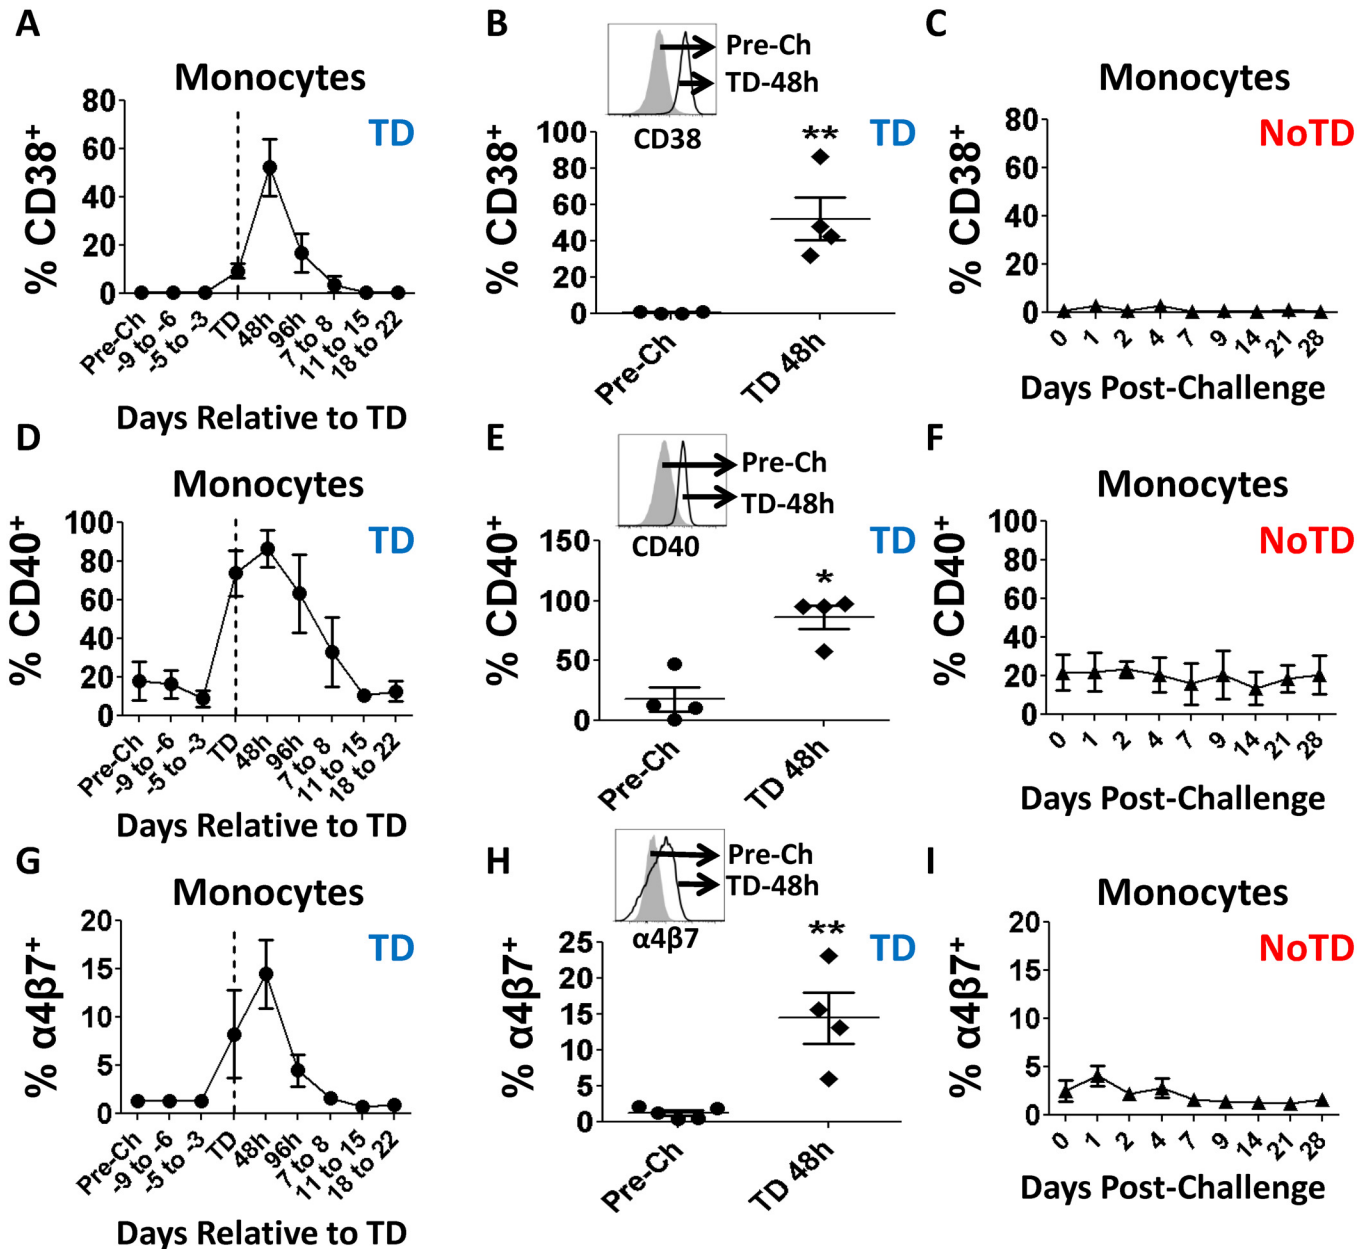 A
Monocytes
TD
% CD38+
80
60
40
20
0
Pre-Ch
-9 to -6
-5 to -3
TD
48h
96h
7 to 8
11 to 15
18 to 22
Days Relative to TD
B
Pre-Ch
TD-48h
CD38
TD
**
% CD38+
100
80
60
40
20
0
Pre-Ch
TD 48h
C
Monocytes
NoTD
% CD38+
80
60
40
20
0
0
1
2
4
7
9
14
21
28
Days Post-Challenge
D
Monocytes
TD
% CD40+
100
80
60
40
20
0
Pre-Ch
-9 to -6
-5 to -3
TD
48h
96h
7 to 8
11 to 15
18 to 22
Days Relative to TD
E
Pre-Ch
TD-48h
CD40
TD
*
% CD40+
150
100
50
0
Pre-Ch
TD 48h
F
Monocytes
NoTD
% CD40+
100
80
60
40
20
0
0
1
2
4
7
9
14
21
28
Days Post-Challenge
G
Monocytes
TD
% α4β7+
20
15
10
5
0
Pre-Ch
-9 to -6
-5 to -3
TD
48h
96h
7 to 8
11 to 15
18 to 22
Days Relative to TD
H
Pre-Ch
TD-48h
α4β7
TD
**
% α4β7+
25
20
15
10
5
0
Pre-Ch
TD 48h
I
Monocytes
NoTD
% α4β7+
20
15
10
5
0
0
1
2
4
7
9
14
21
28
Days Post-Challenge